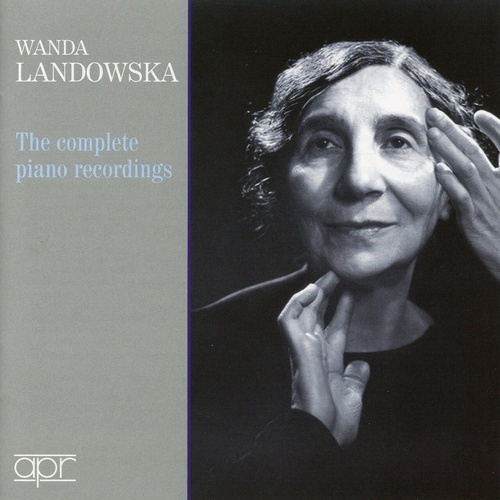 WANDA
LANDOWSKA
The complete
piano recordings
apr